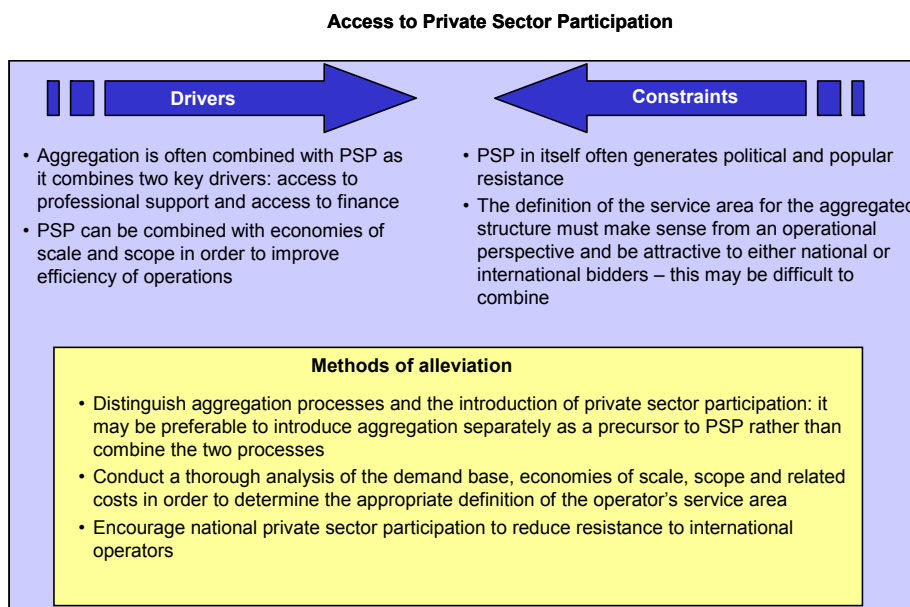 Access to Private Sector Participation
Drivers
• Aggregation is often combined with PSP as
it combines two key drivers: access to
professional support and access to finance
• PSP can be combined with economies of
scale and scope in order to improve
efficiency of operations
Constraints
• PSP in itself often generates political and popular
resistance
• The definition of the service area for the aggregated
structure must make sense from an operational
perspective and be attractive to either national or
international bidders – this may be difficult to
combine
Methods of alleviation
• Distinguish aggregation processes and the introduction of private sector participation: it
may be preferable to introduce aggregation separately as a precursor to PSP rather than
combine the two processes
• Conduct a thorough analysis of the demand base, economies of scale, scope and related
costs in order to determine the appropriate definition of the operator’s service area
• Encourage national private sector participation to reduce resistance to international
operators